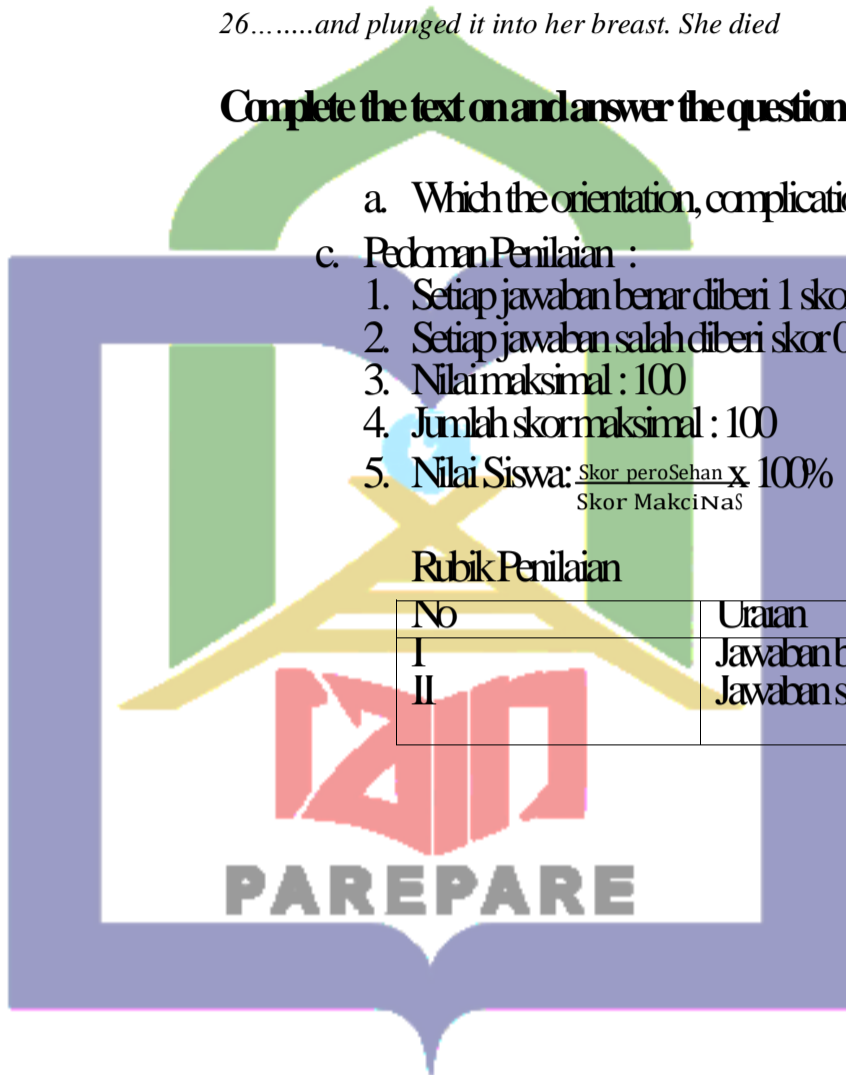 26……..and plunged it into her breast. She died
Complete the text on and answer the question
a. Which the orientation, complicati
c. Pedoman Penilaian :
1. Setiap jawaban benar diberi 1 sko
2. Setiap jawaban salah diberi skor 0
3. Nilai maksimal : 100
4. Jumlah skor maksimal : 100
5. Nilai Siswa: Skor peroSehan x 100%
Skor MakciNaS
Rubik Penilaian
No Uraian
I Jawaban b
II Jawaban s
iain
PAREPARE